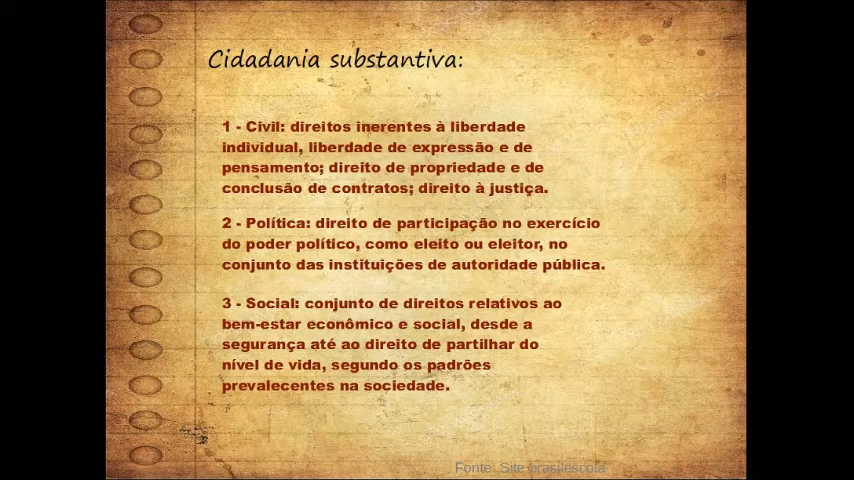 Cidadania substantiva:
1 - Civil: direitos inerentes à liberdade
individual, liberdade de expressão e de
pensamento; direito de propriedade e de
conclusão de contratos; direito à justiça.
2 - Política: direito de participação no exercício
do poder político, como eleito ou eleitor, no
conjunto das instituições de autoridade pública.
3 - Social: conjunto de direitos relativos ao
bem-estar econômico e social, desde a
segurança até ao direito de partilhar do
nível de vida, segundo os padrões
prevalecentes na sociedade.
Fonte: Site brasilescola